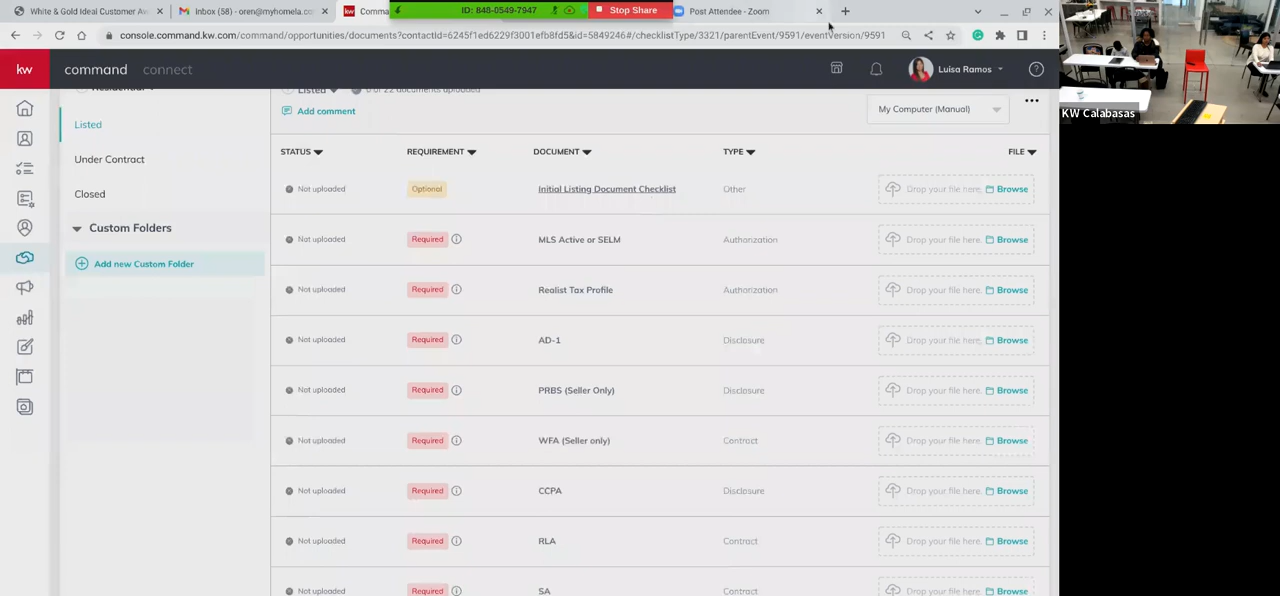 White & Gold Ideal Customer Av
Inbox (58) - oren@myhomela.co
Comma
ID: 848-0549-7947
Stop Share
Post Attendee - Zoom
console.command.kw.com/command/opportunities/documents?contactId=6245f1ed6229f3001efb8fd5&id=5849246#/checklistType/3321/parentEvent/9591/eventVersion/9591
kw
command
connect
Luisa Ramos
KW Calabasas
Listed
Under Contract
Closed
Custom Folders
Add new Custom Folder
Listed
0 of 22 documents uploaded
Add comment
My Computer (Manual)
STATUS REQUIREMENT DOCUMENT TYPE FILE
Not uploaded Optional Initial Listing Document Checklist Other Drop your file here, Browse
Not uploaded Required MLS Active or SELM Authorization Drop your file here, Browse
Not uploaded Required Realist Tax Profile Authorization Drop your file here, Browse
Not uploaded Required AD-1 Disclosure Drop your file here, Browse
Not uploaded Required PRBS (Seller Only) Disclosure Drop your file here, Browse
Not uploaded Required WFA (Seller only) Contract Drop your file here, Browse
Not uploaded Required CCPA Disclosure Drop your file here, Browse
Not uploaded Required RLA Contract Drop your file here, Browse
Not uploaded Required SA Contract Drop your file here, Browse